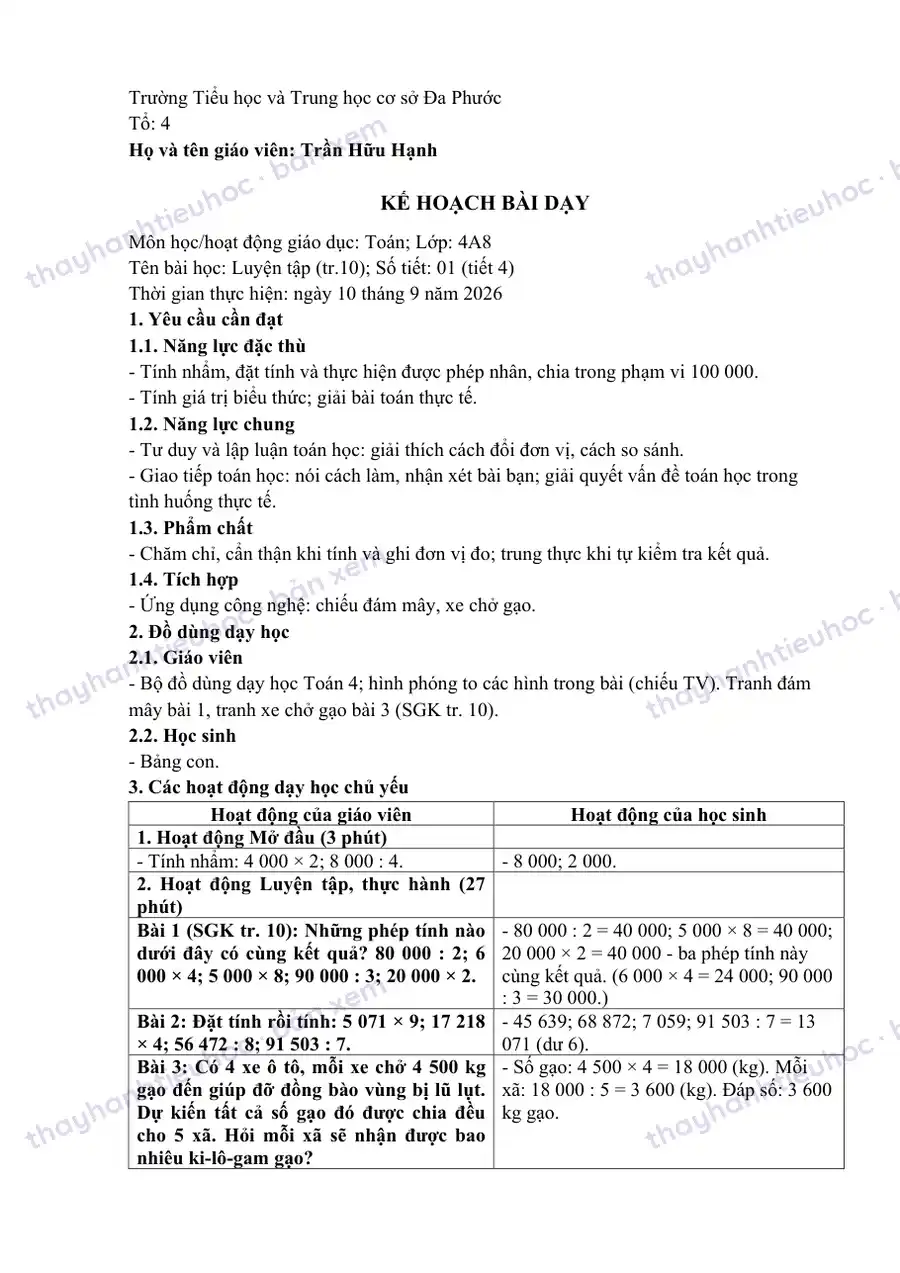 Trường Tiểu học và Trung học cơ sở Đa Phước
Tổ: 4
Họ và tên giáo viên: Trần Hữu Hạnh
KẾ HOẠCH BÀI DẠY
Môn học/hoạt động giáo dục: Toán; Lớp: 4A8
Tên bài học: Luyện tập (tr.10); Số tiết: 01 (tiết 4)
Thời gian thực hiện: ngày 10 tháng 9 năm 2026
1. Yêu cầu cần đạt
1.1. Năng lực đặc thù
- Tính nhẩm, đặt tính và thực hiện được phép nhân, chia trong phạm vi 100 000.
- Tính giá trị biểu thức; giải bài toán thực tế.
1.2. Năng lực chung
- Tư duy và lập luận toán học: giải thích cách đổi đơn vị, cách so sánh.
- Giao tiếp toán học: nói cách làm, nhận xét bài bạn; giải quyết vấn đề toán học trong
tình huống thực tế.
1.3. Phẩm chất
- Chăm chỉ, cẩn thận khi tính và ghi đơn vị đo; trung thực khi tự kiểm tra kết quả.
1.4. Tích hợp
- Ứng dụng công nghệ: chiếu đám mây, xe chở gạo.
2. Đồ dùng dạy học
2.1. Giáo viên
- Bộ đồ dùng dạy học Toán 4; hình phóng to các hình trong bài (chiếu TV). Tranh đám
mây bài 1, tranh xe chở gạo bài 3 (SGK tr. 10).
2.2. Học sinh
- Bảng con.
3. Các hoạt động dạy học chủ yếu
Hoạt động của giáo viên
Hoạt động của học sinh
1. Hoạt động Mở đầu (3 phút)
- Tính nhẩm: 4 000 × 2; 8 000 : 4.
- 8 000; 2 000.
2. Hoạt động Luyện tập, thực hành (27
phút)
Bài 1 (SGK tr. 10): Những phép tính nào
dưới đây có cùng kết quả? 80 000 : 2; 6
000 × 4; 5 000 × 8; 90 000 : 3; 20 000 × 2.
- 80 000 : 2 = 40 000; 5 000 × 8 = 40 000;
20 000 × 2 = 40 000 - ba phép tính này
cùng kết quả. (6 000 × 4 = 24 000; 90 000
: 3 = 30 000.)
Bài 2: Đặt tính rồi tính: 5 071 × 9; 17 218
× 4; 56 472 : 8; 91 503 : 7.
- 45 639; 68 872; 7 059; 91 503 : 7 = 13
071 (dư 6).
Bài 3: Có 4 xe ô tô, mỗi xe chở 4 500 kg
gạo đến giúp đỡ đồng bào vùng bị lũ lụt.
Dự kiến tất cả số gạo đó được chia đều
cho 5 xã. Hỏi mỗi xã sẽ nhận được bao
nhiêu ki-lô-gam gạo?
- Số gạo: 4 500 × 4 = 18 000 (kg). Mỗi
xã: 18 000 : 5 = 3 600 (kg). Đáp số: 3 600
kg gạo.
thayhanhtieuhoc · bản xem
thayhanhtieuhoc · b
thayhanhtieuhoc · bản xem
thayhanhtieuhoc · b
thayhanhtieuhoc · bản xem
thayhanhtieuhoc · b